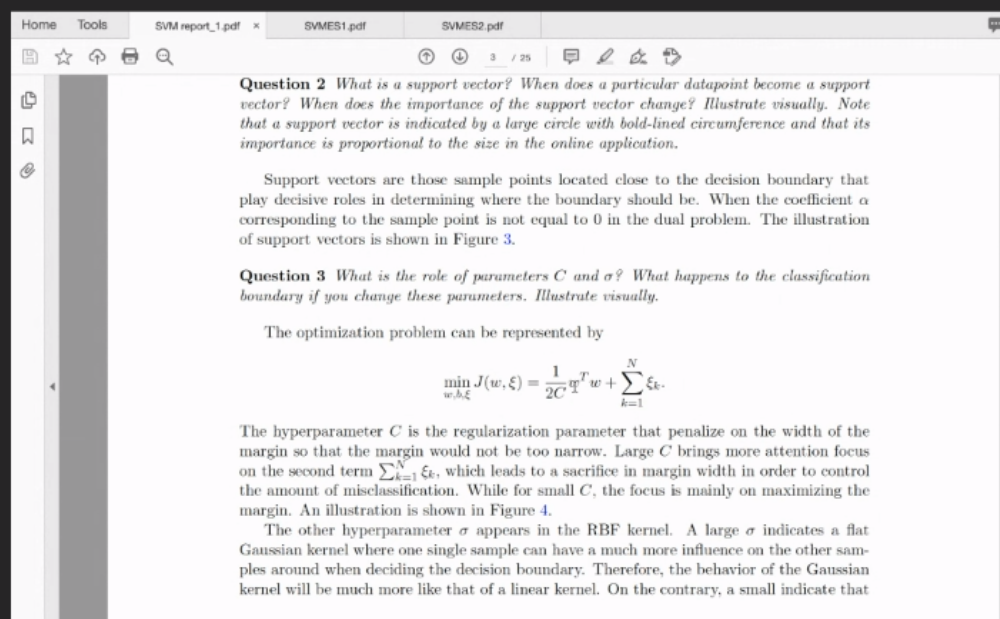 Home Tools SVM report_1.pdf × SVMES1.pdf SVMES2.pdf
3 / 25
Question 2 What is a support vector? When does a particular datapoint become a support
vector? When does the importance of the support vector change? Illustrate visually. Note
that a support vector is indicated by a large circle with bold-lined circumference and that its
importance is proportional to the size in the online application.
Support vectors are those sample points located close to the decision boundary that
play decisive roles in determining where the boundary should be. When the coefficient α
corresponding to the sample point is not equal to 0 in the dual problem. The illustration
of support vectors is shown in Figure 3.
Question 3 What is the role of parameters C and σ? What happens to the classification
boundary if you change these parameters. Illustrate visually.
The optimization problem can be represented by
min_{w,b,ξ} J(w, ξ) = \frac{1}{2C} w^T w + \sum_{k=1}^{N} ξ_k.
The hyperparameter C is the regularization parameter that penalize on the width of the
margin so that the margin would not be too narrow. Large C brings more attention focus
on the second term \sum_{k=1}^{N} ξ_k, which leads to a sacrifice in margin width in order to control
the amount of misclassification. While for small C, the focus is mainly on maximizing the
margin. An illustration is shown in Figure 4.
The other hyperparameter σ appears in the RBF kernel. A large σ indicates a flat
Gaussian kernel where one single sample can have a much more influence on the other sam-
ples around when deciding the decision boundary. Therefore, the behavior of the Gaussian
kernel will be much more like that of a linear kernel. On the contrary, a small indicate that